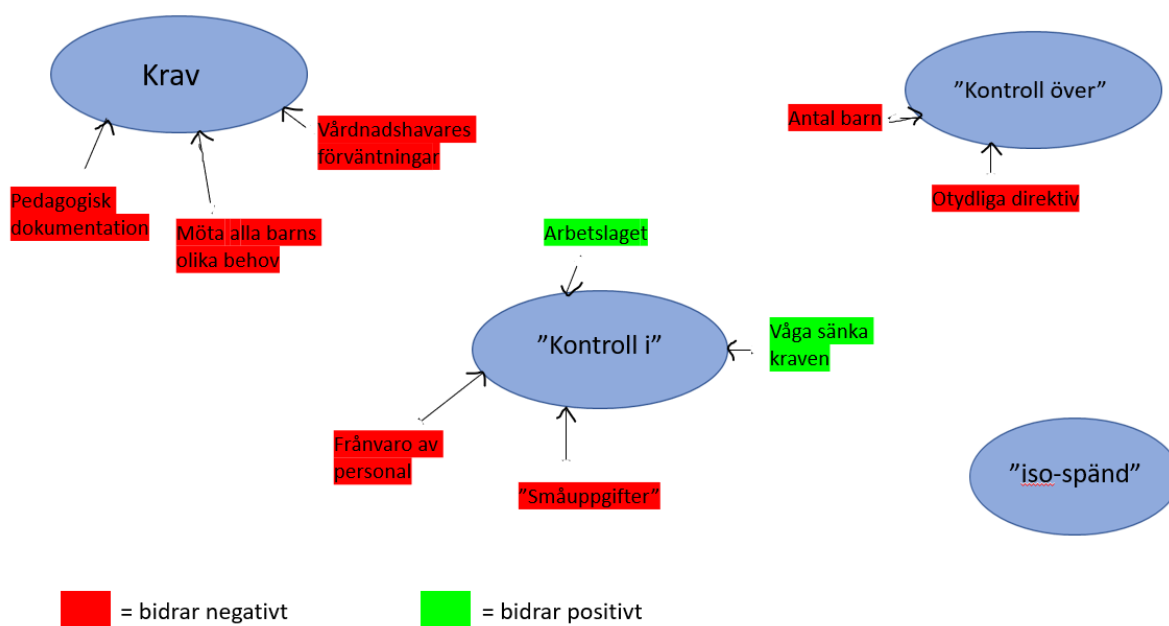 Krav
”Kontroll över”
Antal barn
Vårdnadshavares
förväntningar
Pedagogisk
dokumentation
Möta alla barns
olika behov
Otydliga direktiv
Arbetslaget
”Kontroll i”
Våga sänka
kraven
Frånvaro av
personal
”Småuppgifter”
”iso-spänd”
= bidrar negativt
= bidrar positivt